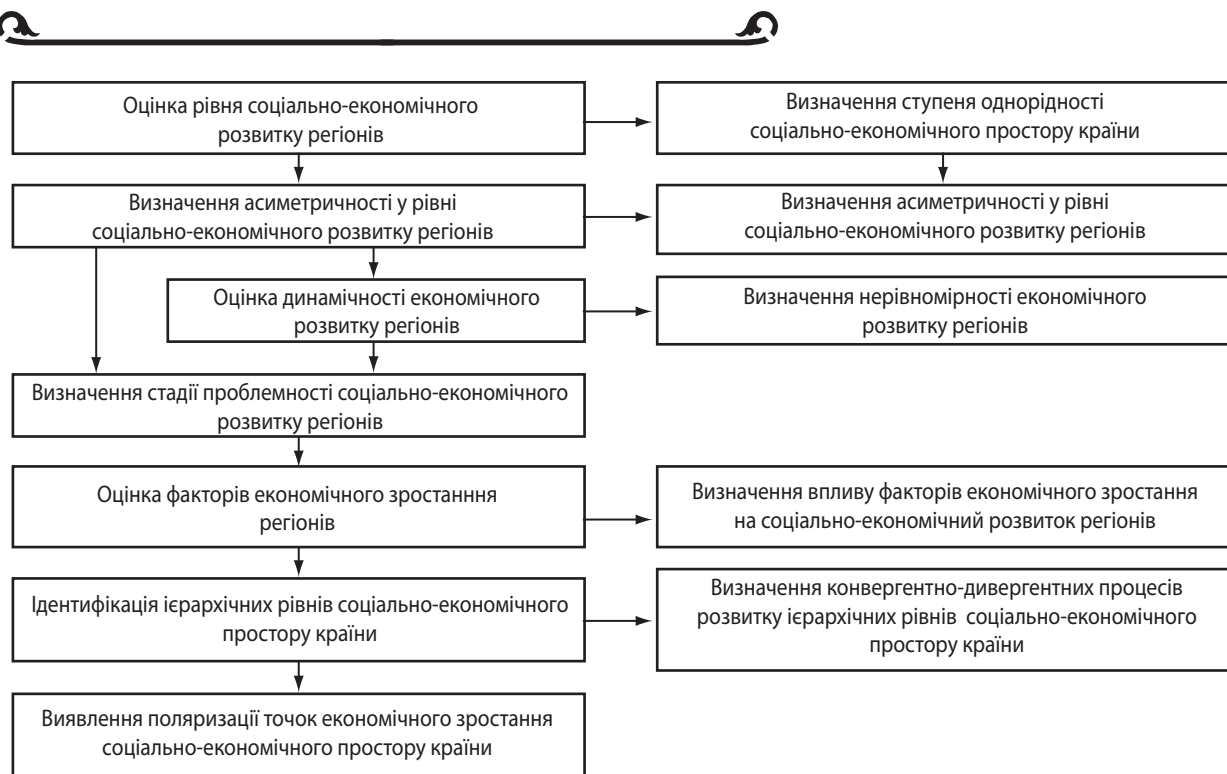 Оцінка рівня соціально-економічного
розвитку регіонів
Визначення ступеня однорідності
соціально-економічного простору країни
Визначення асиметричності у рівні
соціально-економічного розвитку регіонів
Визначення асиметричності у рівні
соціально-економічного розвитку регіонів
Оцінка динамічності економічного
розвитку регіонів
Визначення нерівномірності економічного
розвитку регіонів
Визначення стадії проблемності соціально-економічного
розвитку регіонів
Оцінка факторів економічного зростанння
регіонів
Визначення впливу факторів економічного зростання
на соціально-економічний розвиток регіонів
Ідентифікація ієрархічних рівнів соціально-економічного
простору країни
Визначення конвергентно-дивергентних процесів
розвитку ієрархічних рівнів соціально-економічного
простору країни
Виявлення поляризації точок економічного зростання
соціально-економічного простору країни